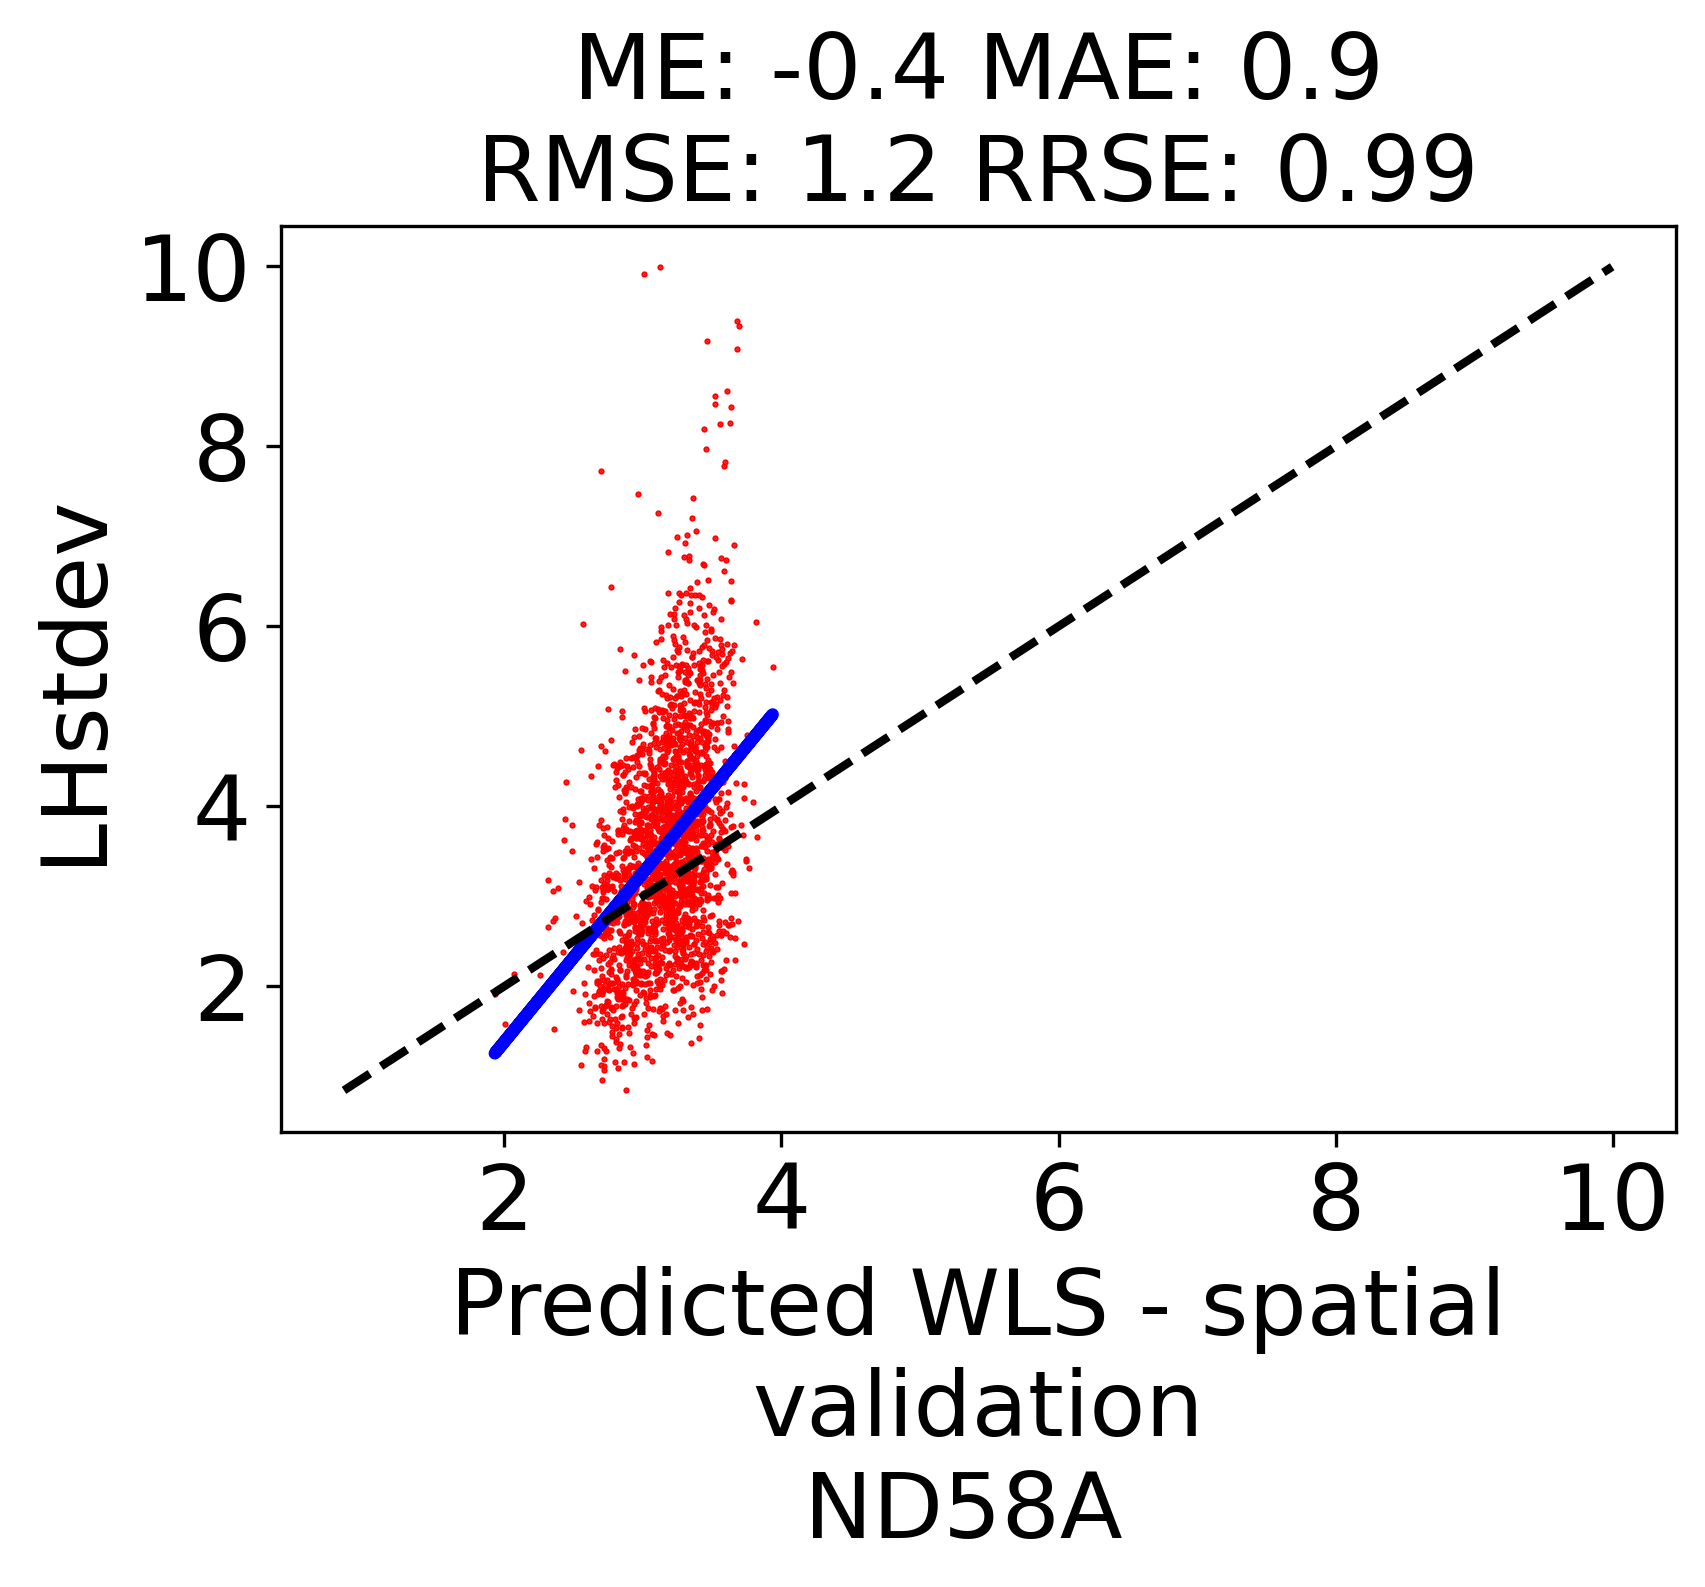 ME: -0.4 MAE: 0.9
RMSE: 1.2 RRSE: 0.99
10
8
6
4
2
LHstdev
2 4 6 8 10
Predicted WLS - spatial
validation
ND58A